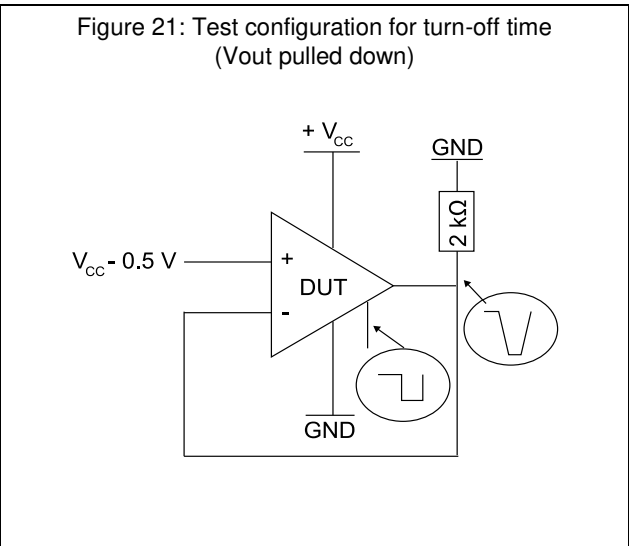 Figure 21: Test configuration for turn-off time
(Vout pulled down)
+ VCC
GND
2 kΩ
VCC - 0.5 V
+
DUT
-
GND